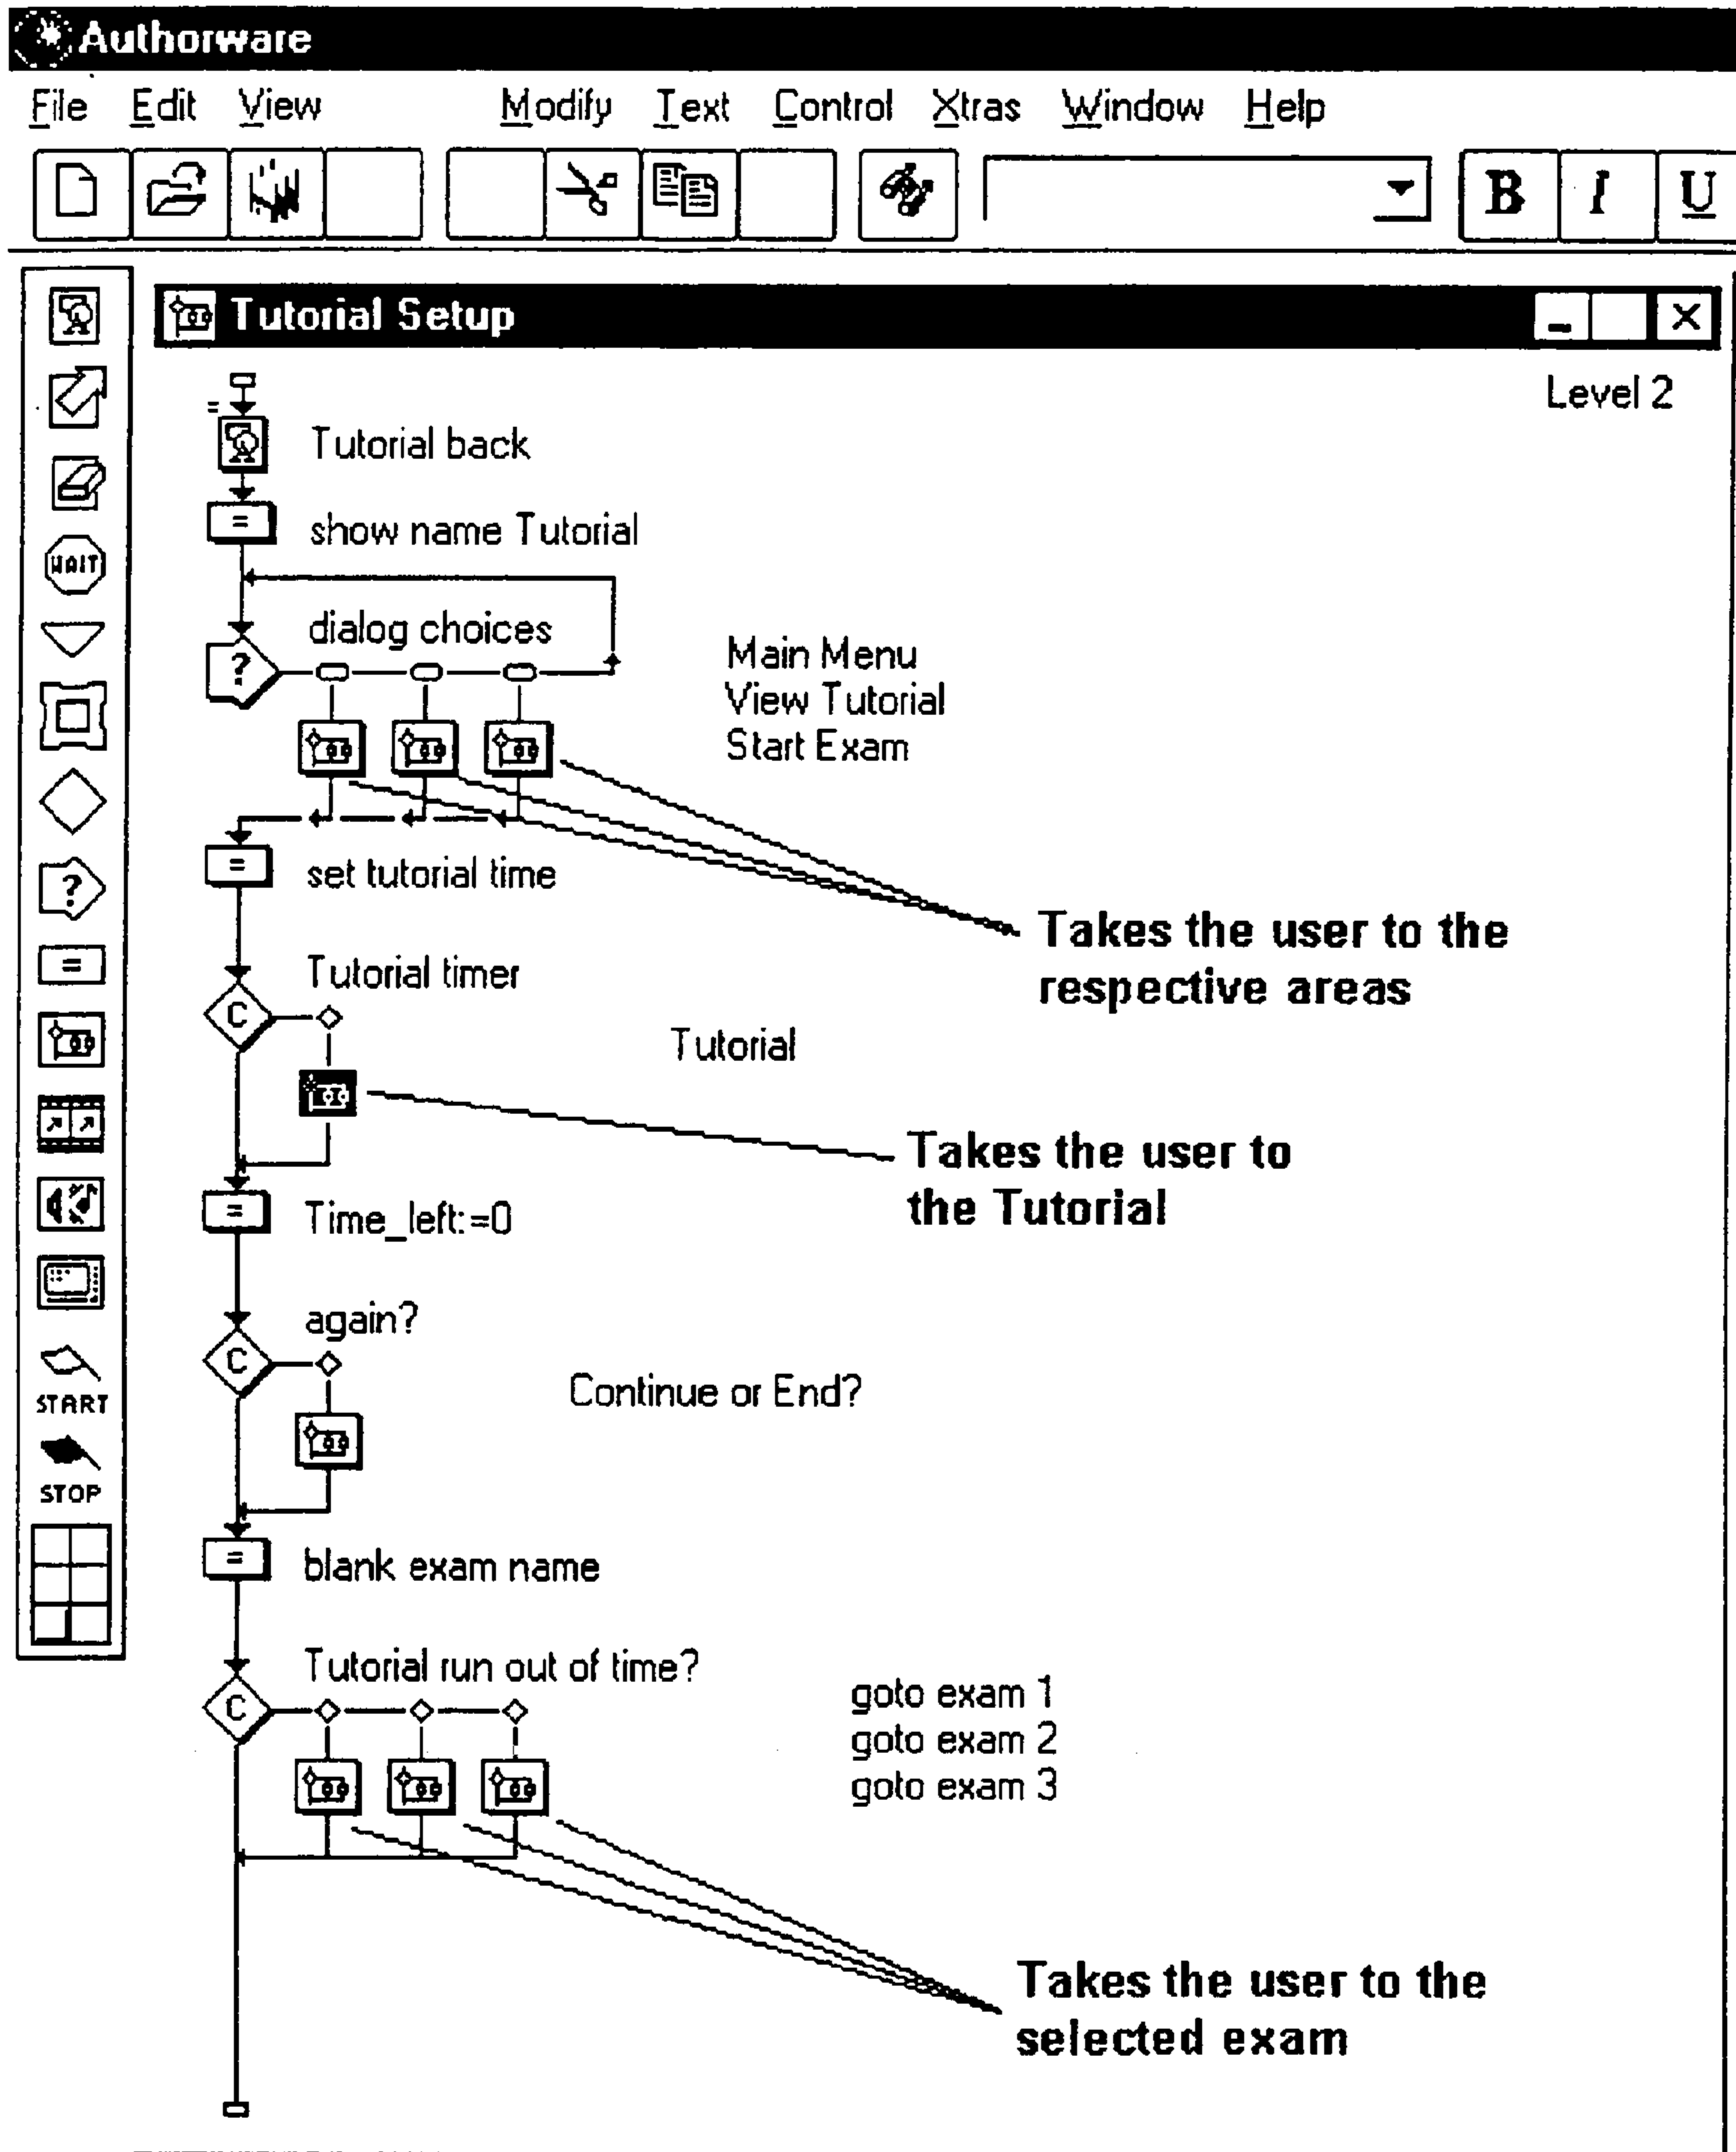 Authorware
File Edit View Modify Text Control Xtras Window Help
B I U
Tutorial Setup
Level 2
Tutorial back
= show name Tutorial
WAIT
dialog choices
?
Main Menu
View Tutorial
Start Exam
= set tutorial time
?
Takes the user to the
respective areas
=
Tutorial timer
C
Tutorial
Takes the user to
the Tutorial
= Time_left:=0
again?
C
Continue or End?
START
STOP
= blank exam name
Tutorial run out of time?
C
goto exam 1
goto exam 2
goto exam 3
Takes the user to the
selected exam